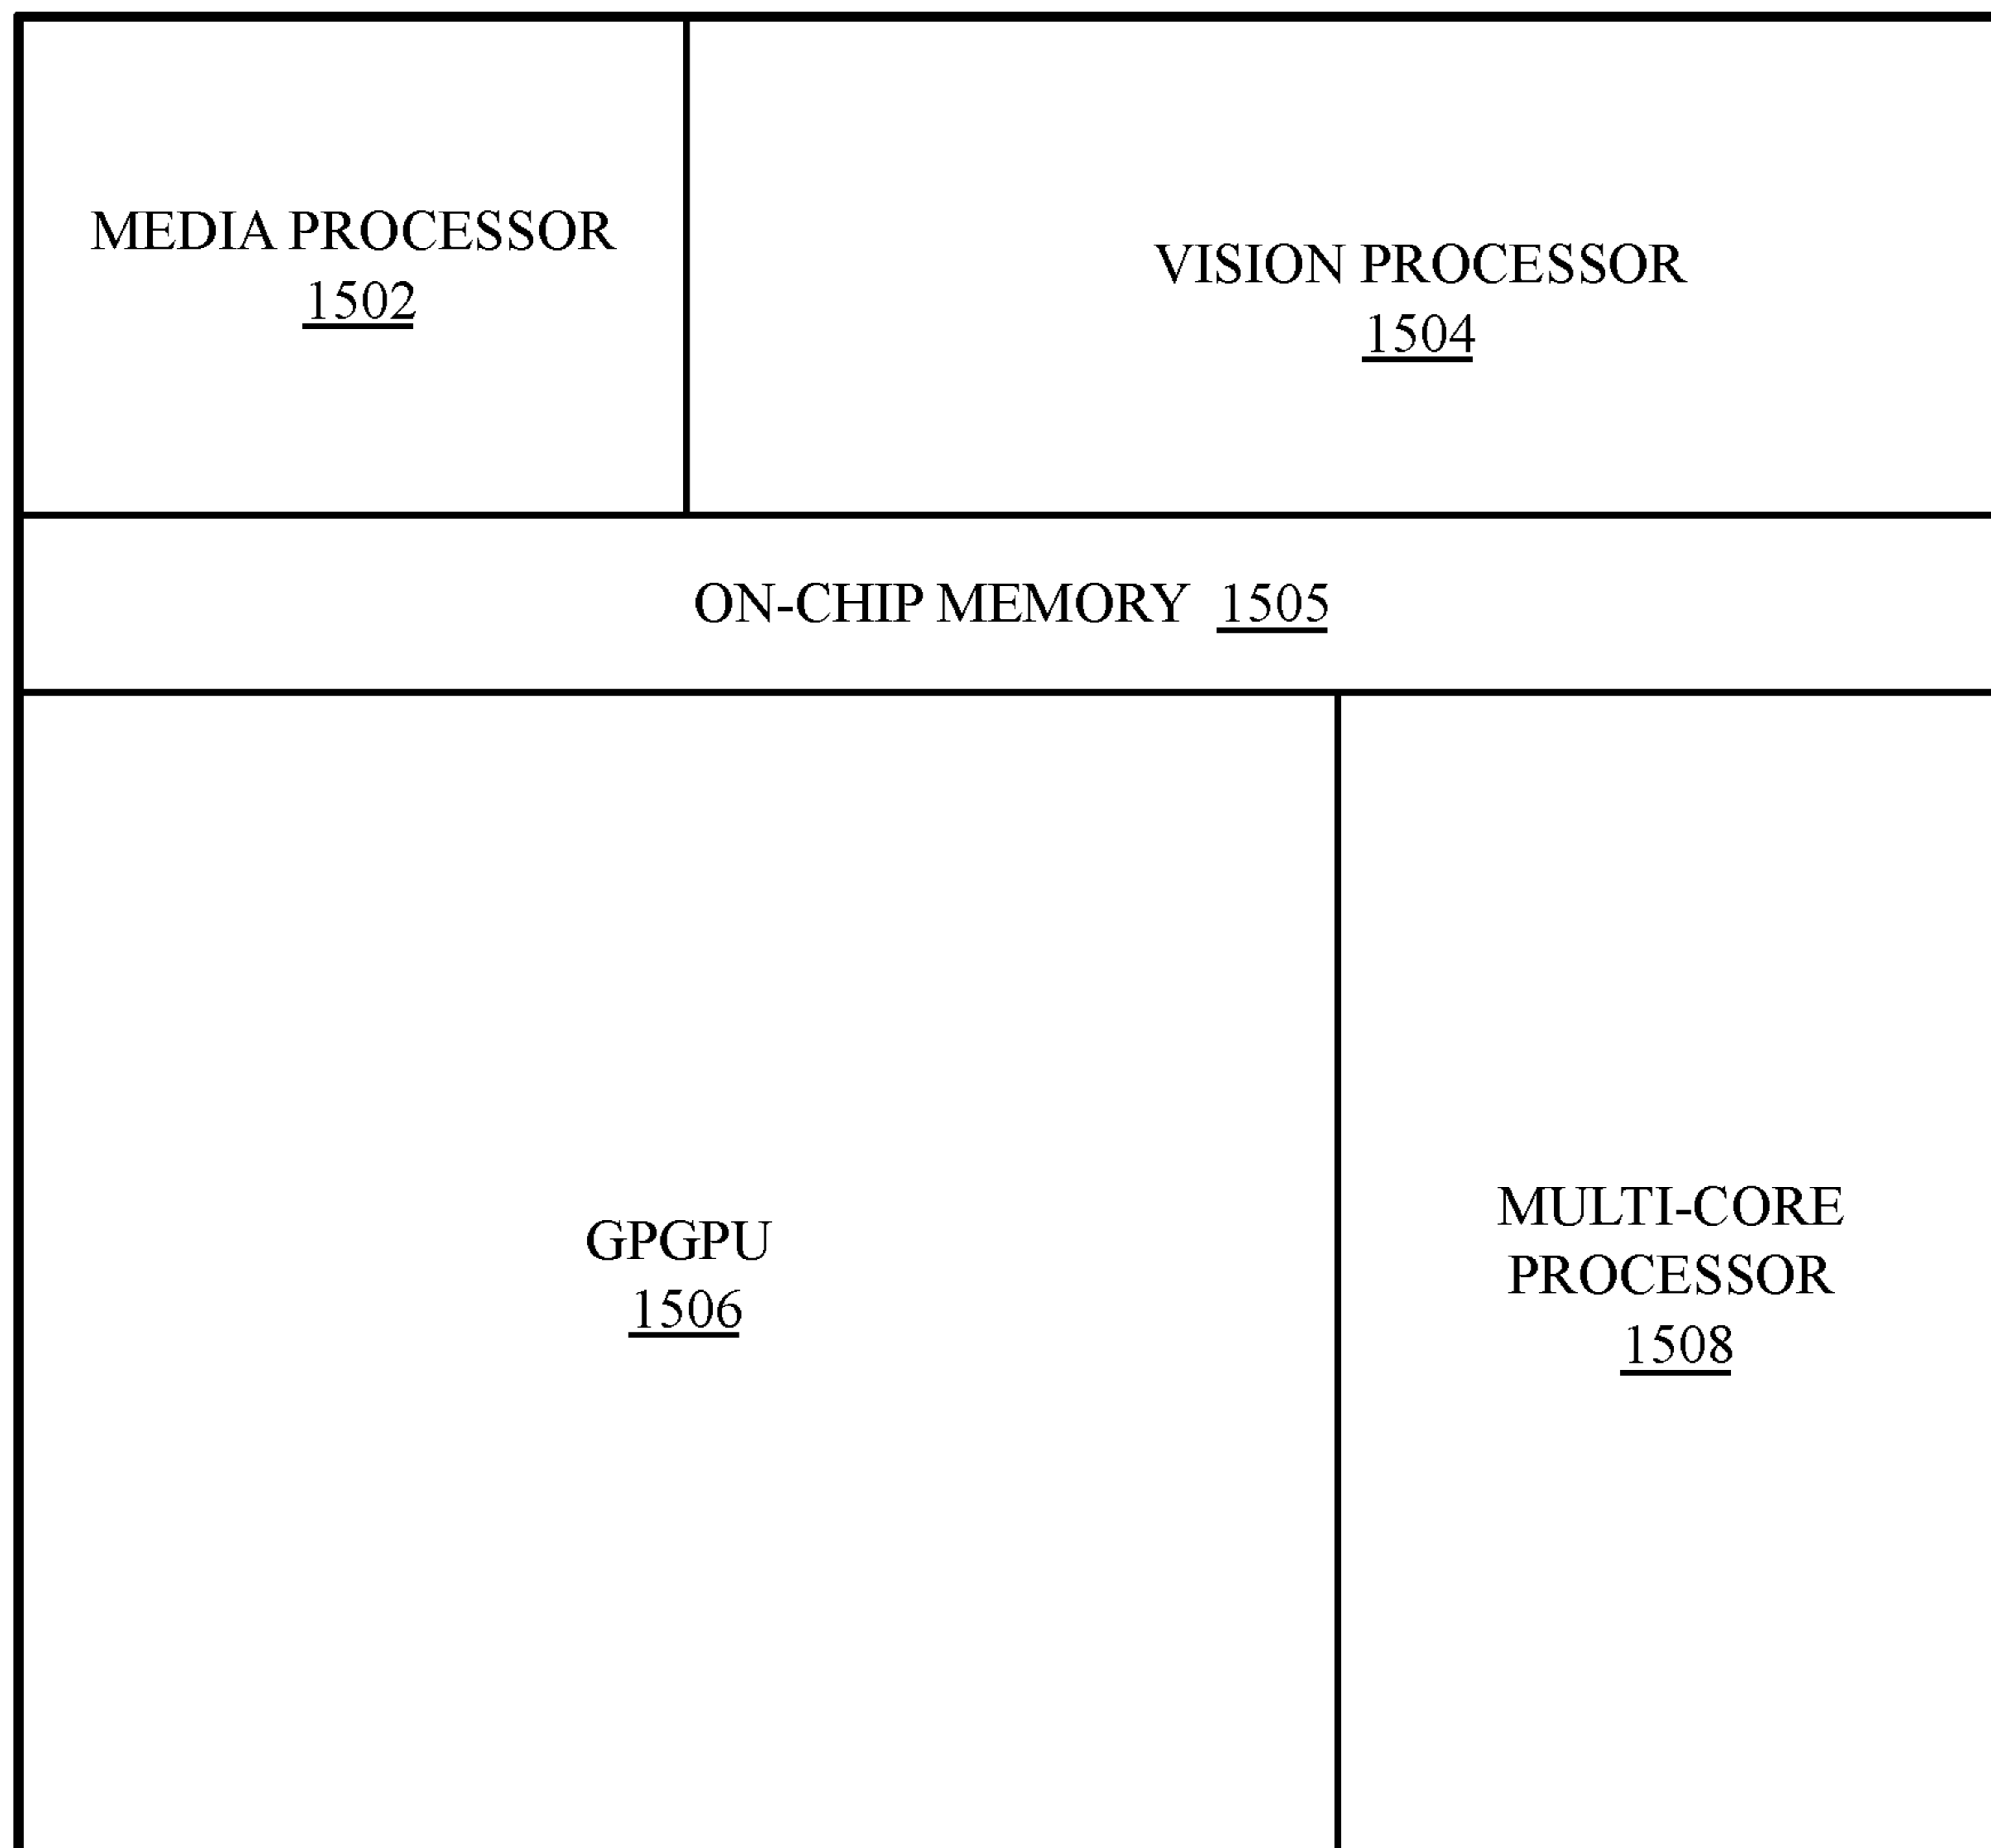 MEDIA PROCESSOR
1502
VISION PROCESSOR
1504
ON-CHIP MEMORY 1505
GPGPU
1506
MULTI-CORE
PROCESSOR
1508